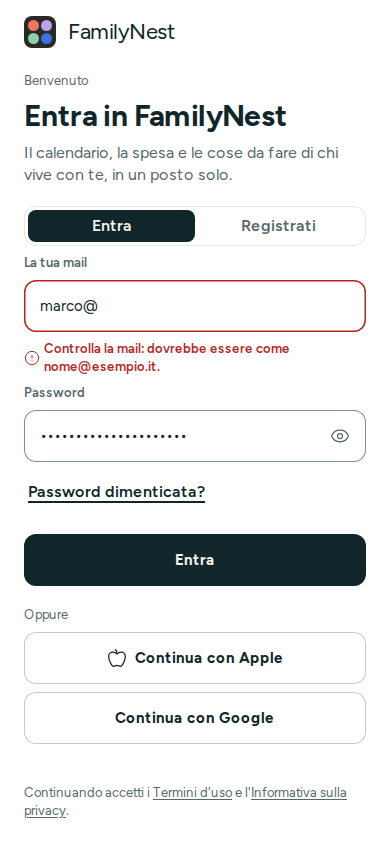 FamilyNest
Benvenuto
Entra in FamilyNest
Il calendario, la spesa e le cose da fare di chi
vive con te, in un posto solo.
Entra
Registrati
La tua mail
marco@
Controlla la mail: dovrebbe essere come
nome@esempio.it.
Password
•••••••••••••••••••••
Password dimenticata?
Entra
Oppure
Continua con Apple
Continua con Google
Continuando accetti i Termini d'uso e l'Informativa sulla
privacy.